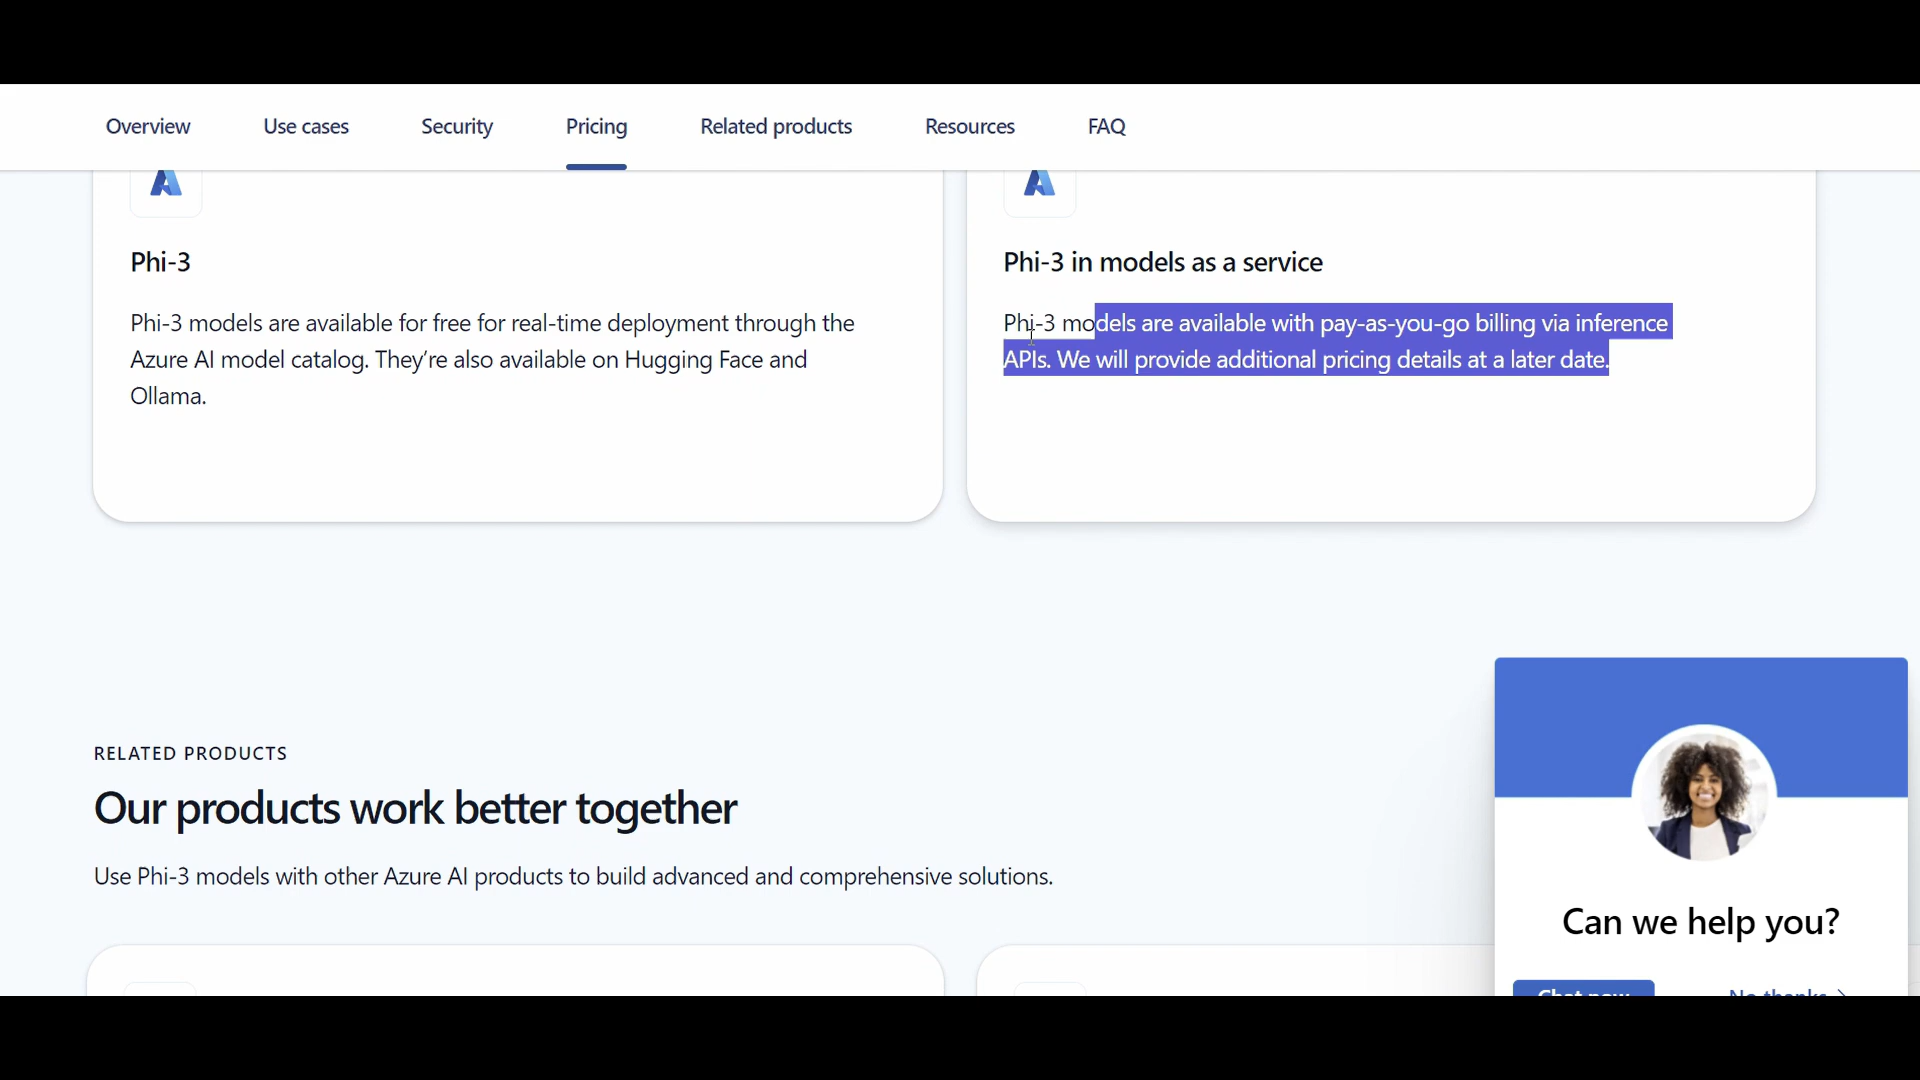 Overview Use cases Security Pricing Related products Resources FAQ
Phi-3
Phi-3 models are available for free for real-time deployment through the
Azure AI model catalog. They’re also available on Hugging Face and
Ollama.
Phi-3 in models as a service
Phi-3 models are available with pay-as-you-go billing via inference
APIs. We will provide additional pricing details at a later date.
RELATED PRODUCTS
Our products work better together
Use Phi-3 models with other Azure AI products to build advanced and comprehensive solutions.
Can we help you?
Chat now No thanks